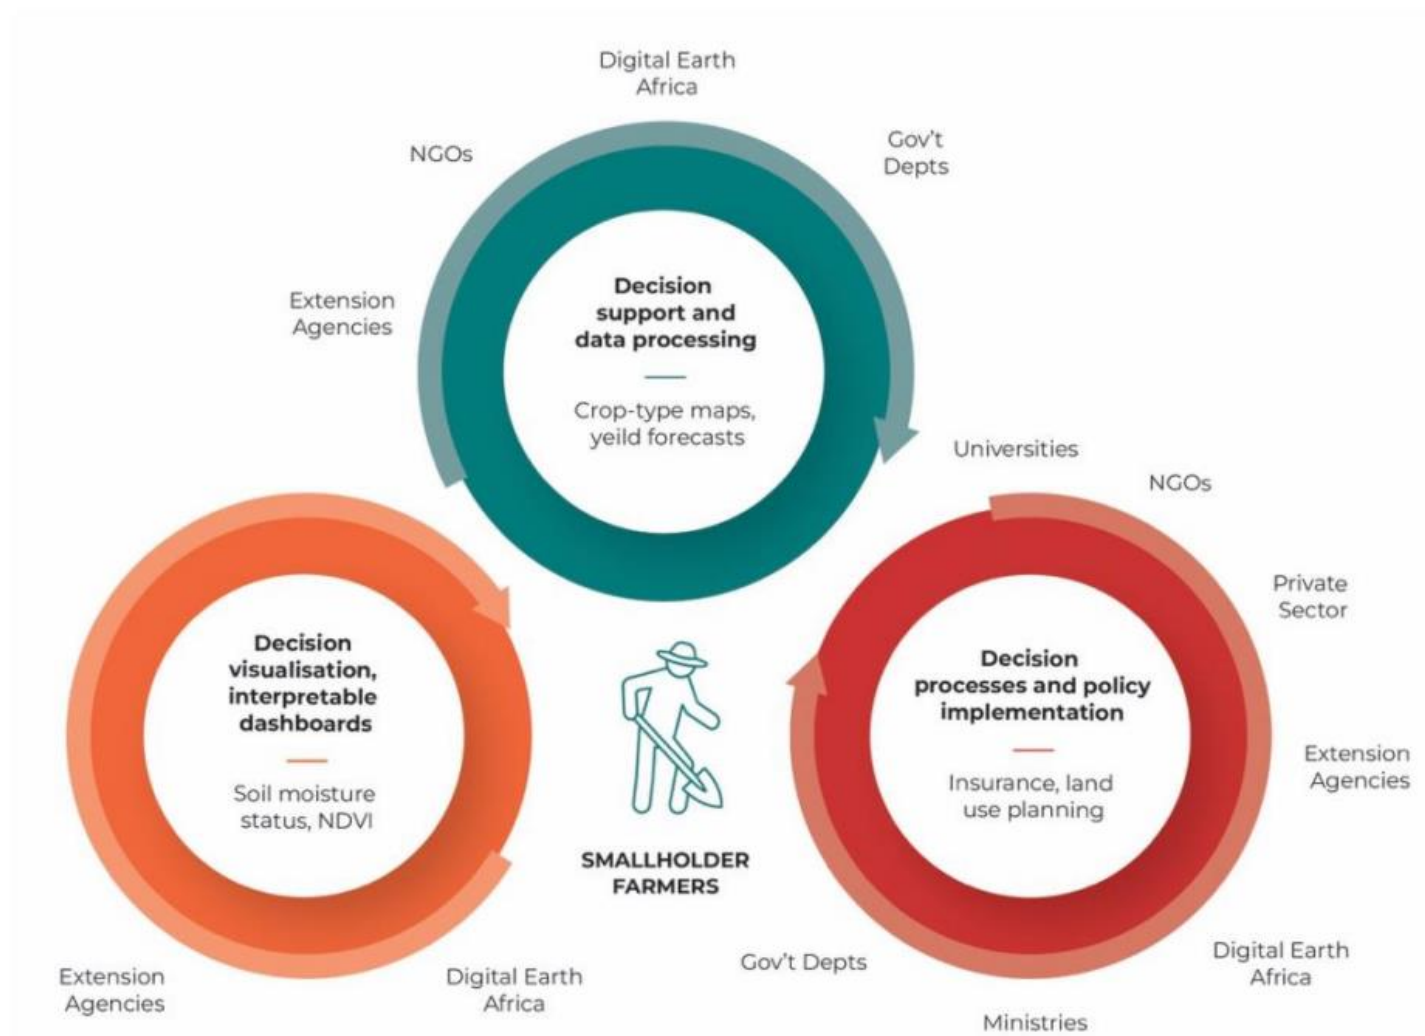 Digital Earth
Africa
NGOs
Gov't
Depts
Extension
Agencies
Decision
support and
data processing
Crop-type maps,
yeild forecasts
Universities
NGOs
Private
Sector
Extension
Agencies
Digital Earth
Africa
Ministries
Gov't Depts
Decision
processes and policy
implementation
Insurance, land
use planning
Decision
visualisation,
interpretable
dashboards
Soil moisture
status, NDVI
Extension
Agencies
Digital Earth
Africa
SMALLHOLDER
FARMERS